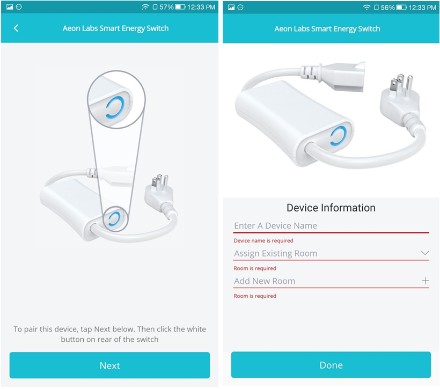 57% 12:33 PM
Aeon Labs Smart Energy Switch
To pair this device, tap Next below. Then click the white
button on rear of the switch
Next
56% 12:33 PM
Aeon Labs Smart Energy Switch
Device Information
Enter A Device Name
Device name is required
Assign Existing Room
Room is required
Add New Room
Room is required
Done